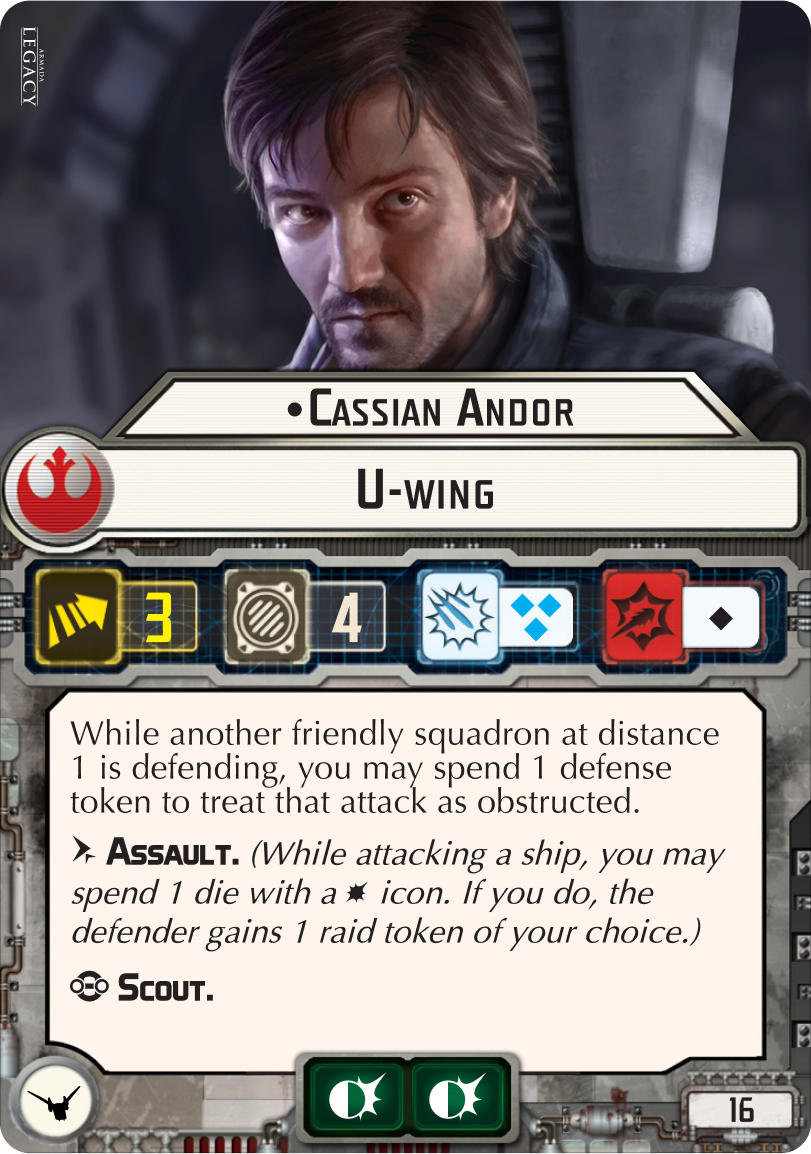 ARMADA
LEGACY
•Cassian Andor
U-wing
3
4
While another friendly squadron at distance
1 is defending, you may spend 1 defense
token to treat that attack as obstructed.
Assault. (While attacking a ship, you may
spend 1 die with a icon. If you do, the
defender gains 1 raid token of your choice.)
Scout.
16